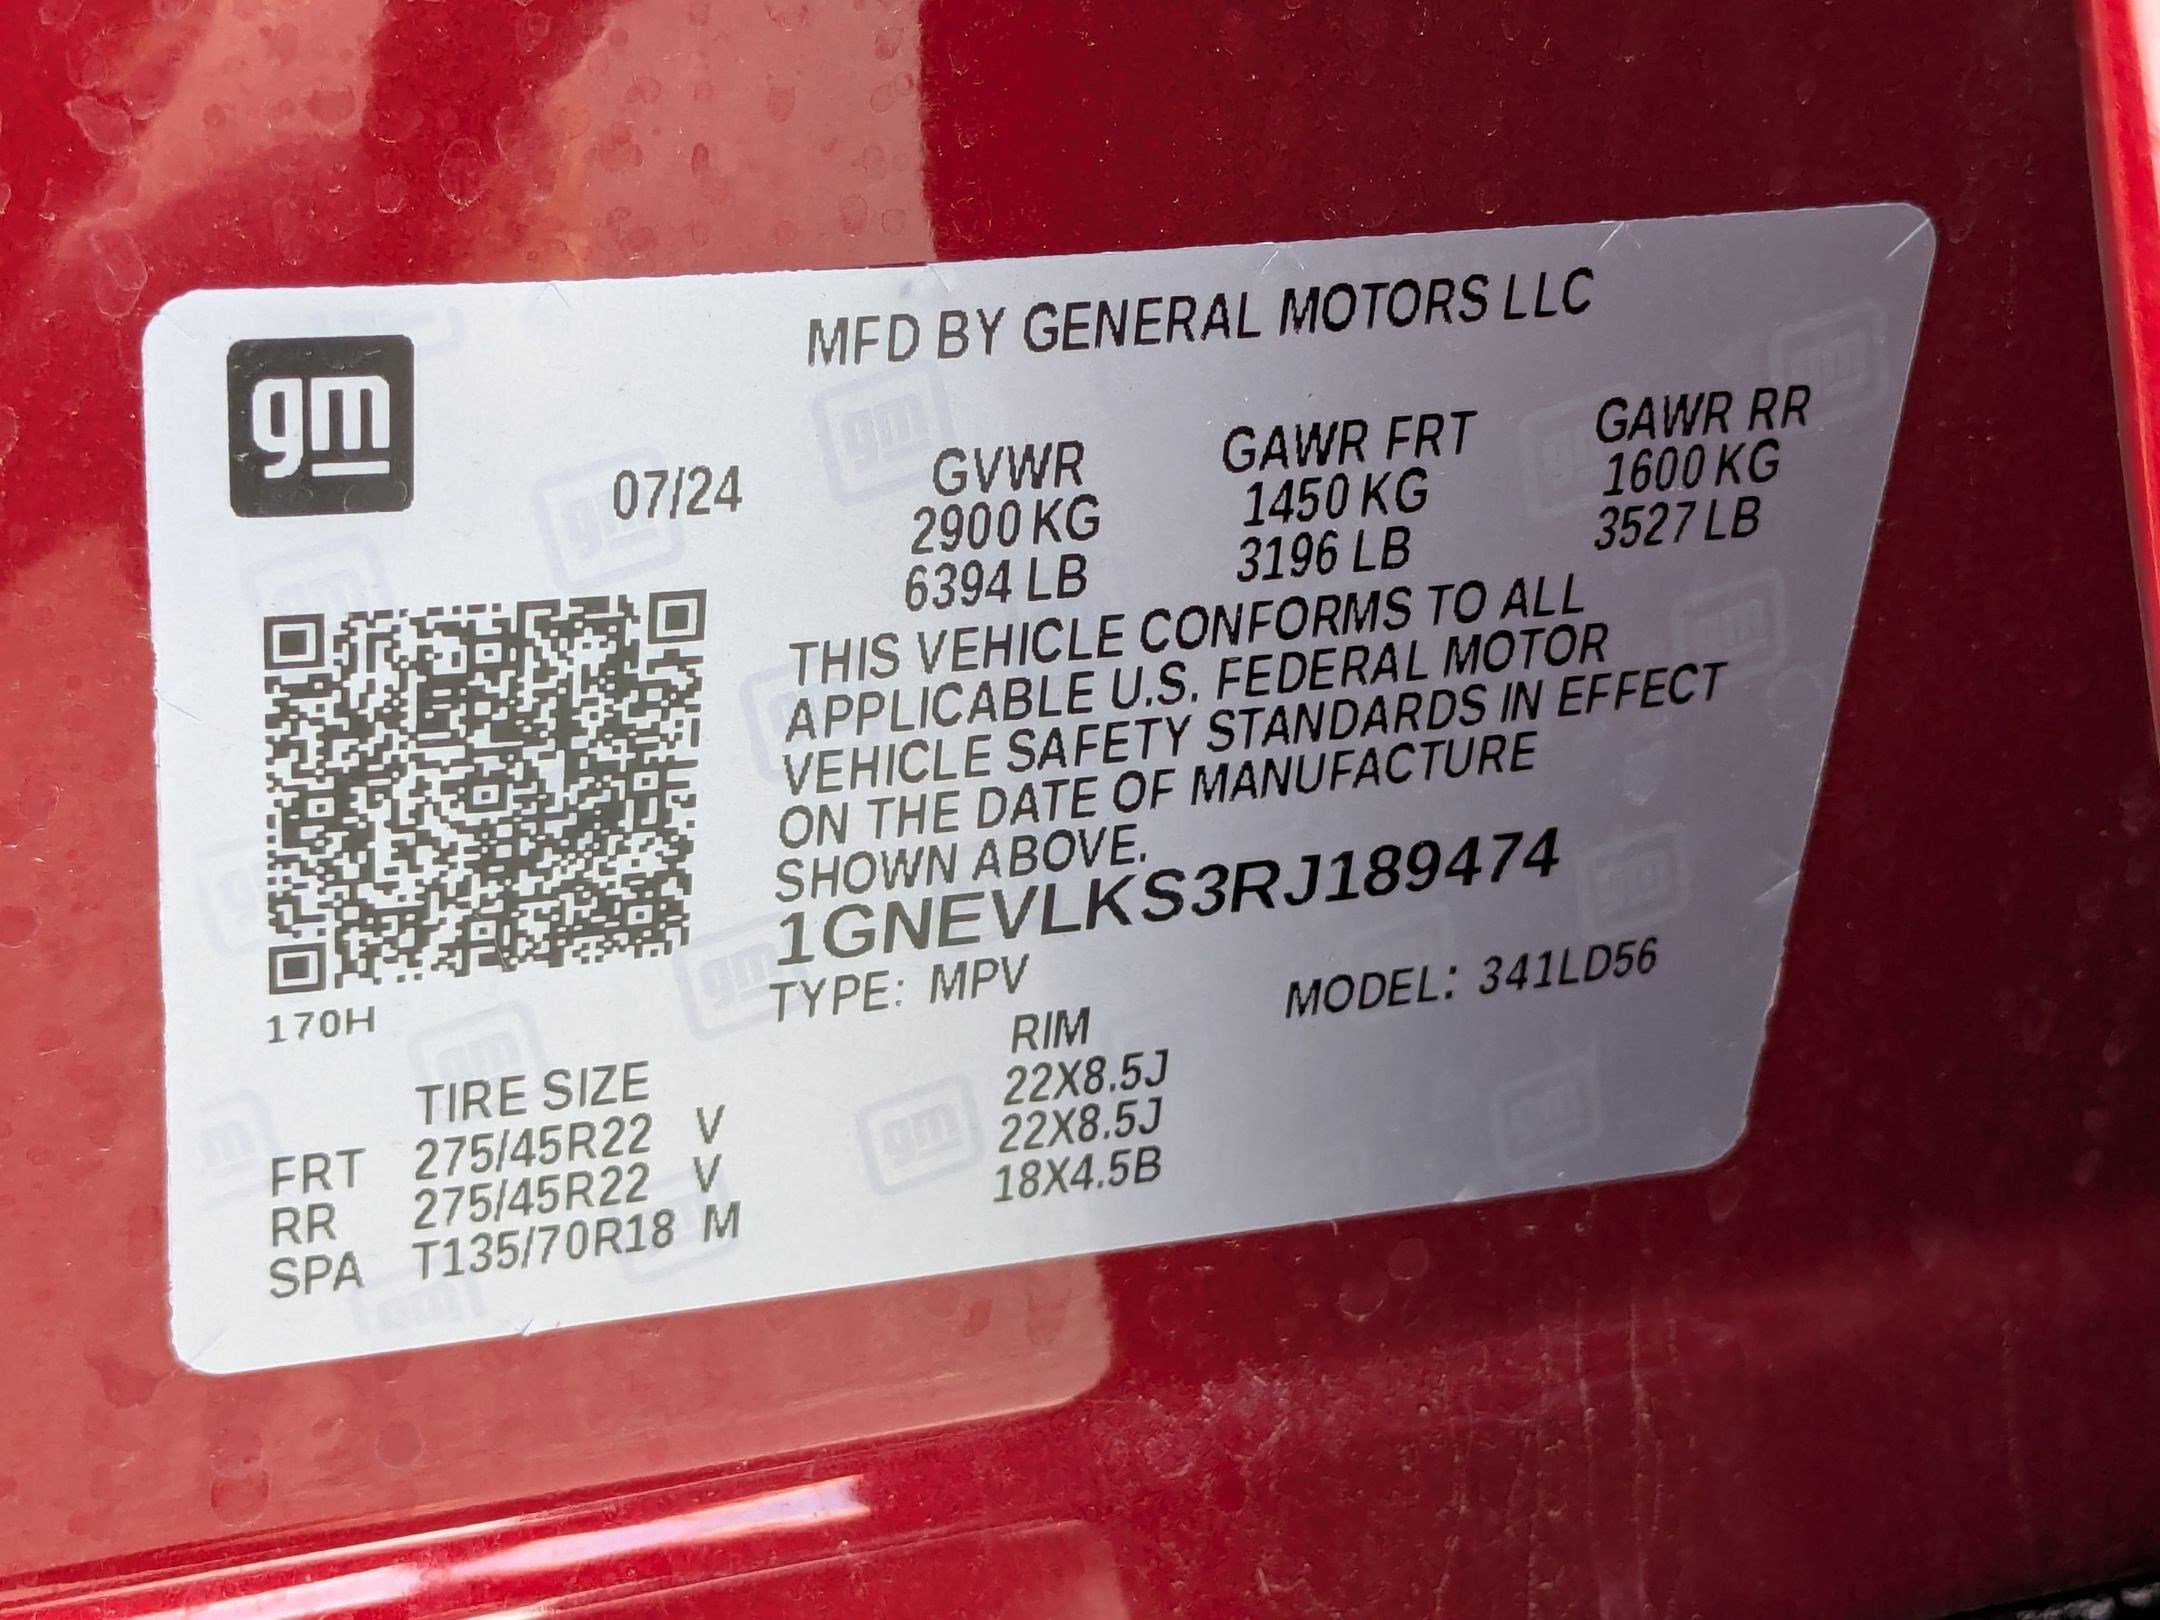 gm
MFD BY GENERAL MOTORS LLC
07/24 GVWR GAWR FRT GAWR RR
2900 KG 1450 KG 1600 KG
6394 LB 3196 LB 3527 LB
THIS VEHICLE CONFORMS TO ALL
APPLICABLE U.S. FEDERAL MOTOR
VEHICLE SAFETY STANDARDS IN EFFECT
ON THE DATE OF MANUFACTURE
SHOWN ABOVE.
1GNEVLKS3RJ189474
TYPE: MPV MODEL: 341LD56
170H
TIRE SIZE RIM
FRT 275/45R22 V 22X8.5J
RR 275/45R22 V 22X8.5J
SPA T135/70R18 M 18X4.5B